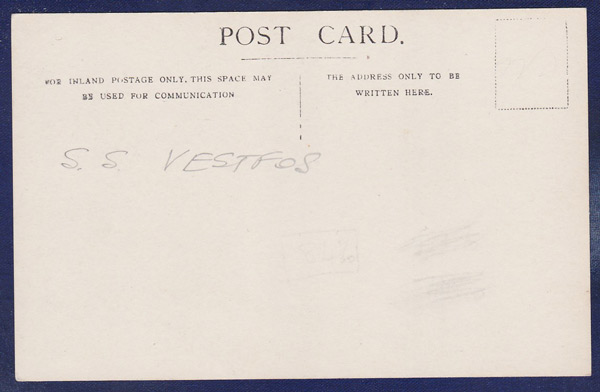 POST CARD.
FOR INLAND POSTAGE ONLY, THIS SPACE MAY
BE USED FOR COMMUNICATION
THE ADDRESS ONLY TO BE
WRITTEN HERE.
S.S. VESTFOS